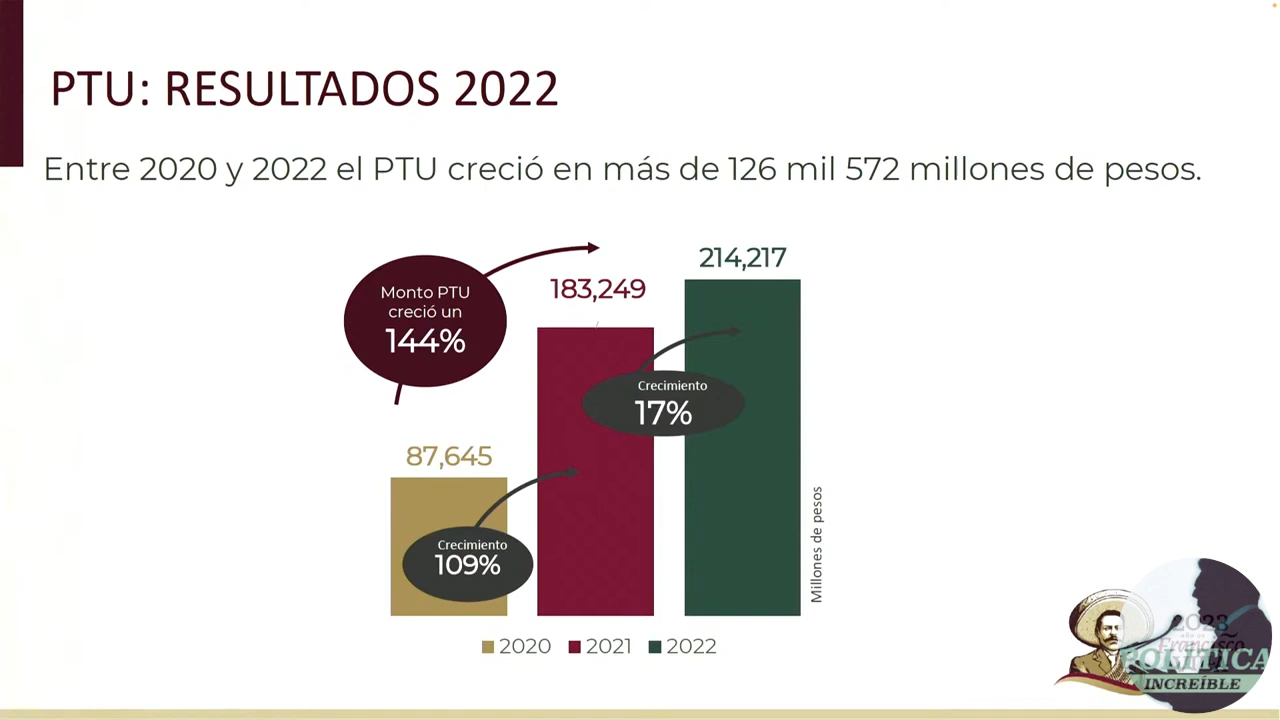 PTU: RESULTADOS 2022
Entre 2020 y 2022 el PTU creció en más de 126 mil 572 millones de pesos.
214,217
183,249
Monto PTU
creció un
144%
Crecimiento
17%
87,645
Crecimiento
109%
Millones de pesos
2020 2021 2022
2023
Francisco
POLÍTICA
INCREÍBLE